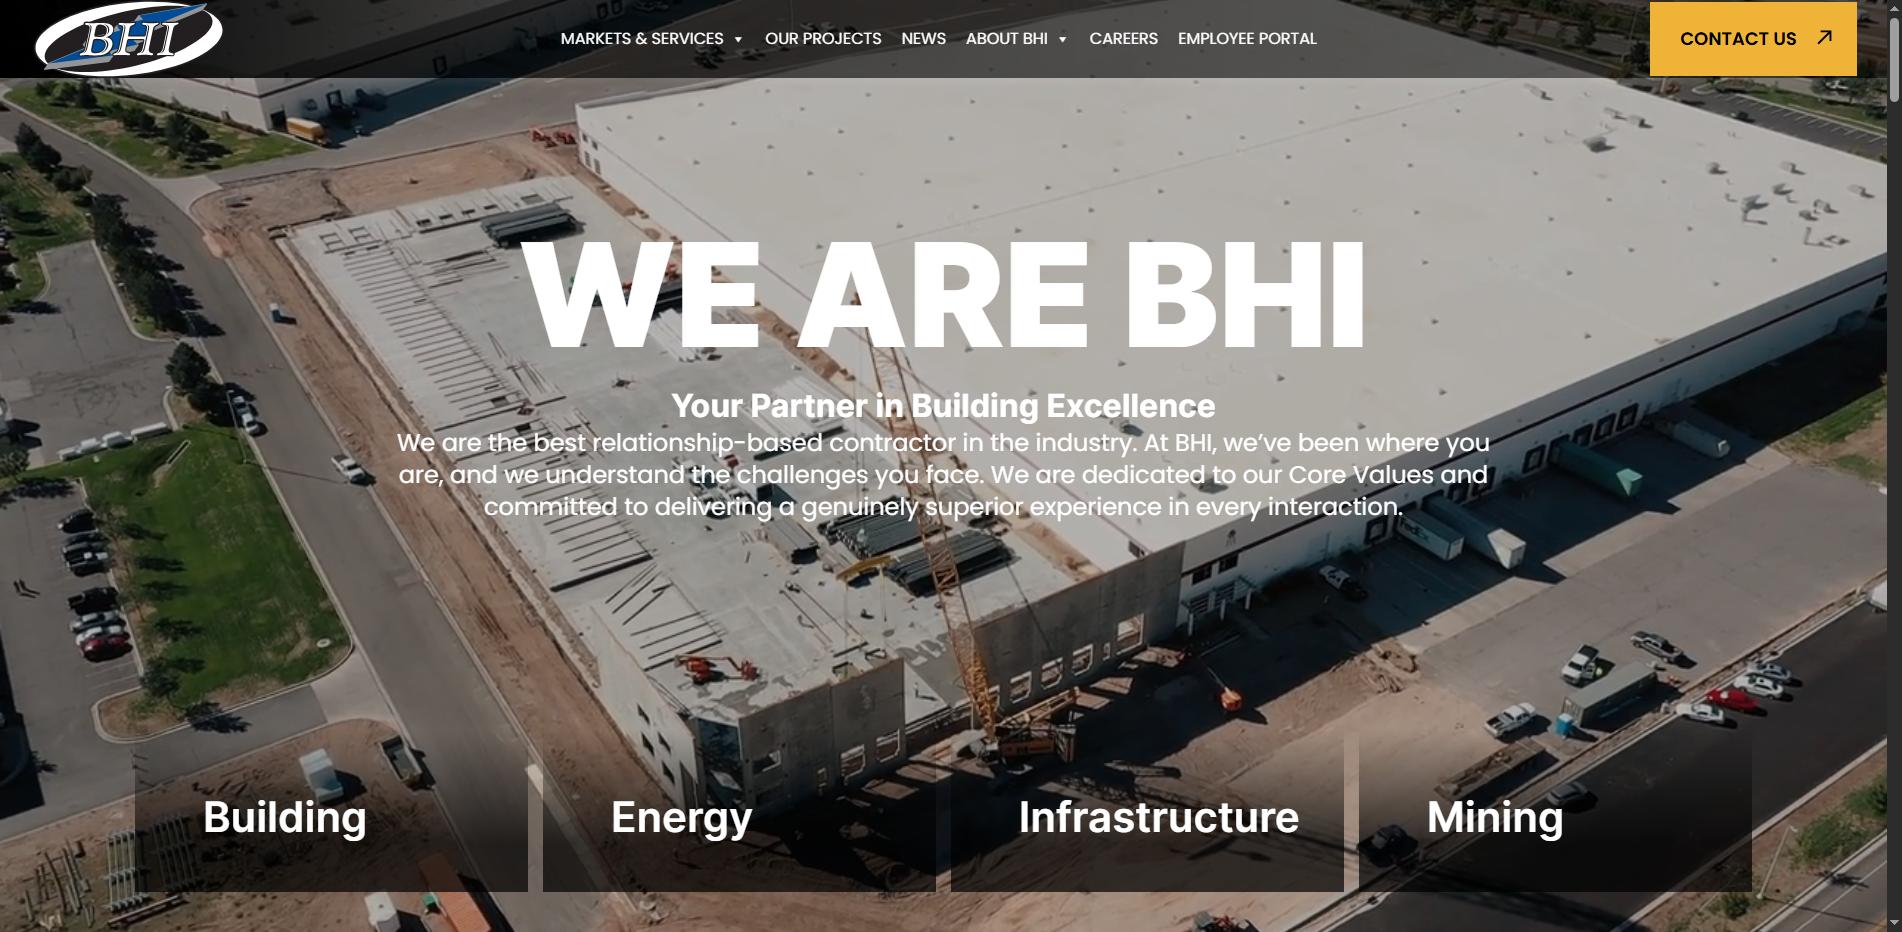 BHI
MARKETS & SERVICES
OUR PROJECTS
NEWS
ABOUT BHI
CAREERS
EMPLOYEE PORTAL
CONTACT US
WE ARE BHI
Your Partner in Building Excellence
We are the best relationship-based contractor in the industry. At BHI, we’ve been where you
are, and we understand the challenges you face. We are dedicated to our Core Values and
committed to delivering a genuinely superior experience in every interaction.
FedEx
Building
Energy
Infrastructure
Mining